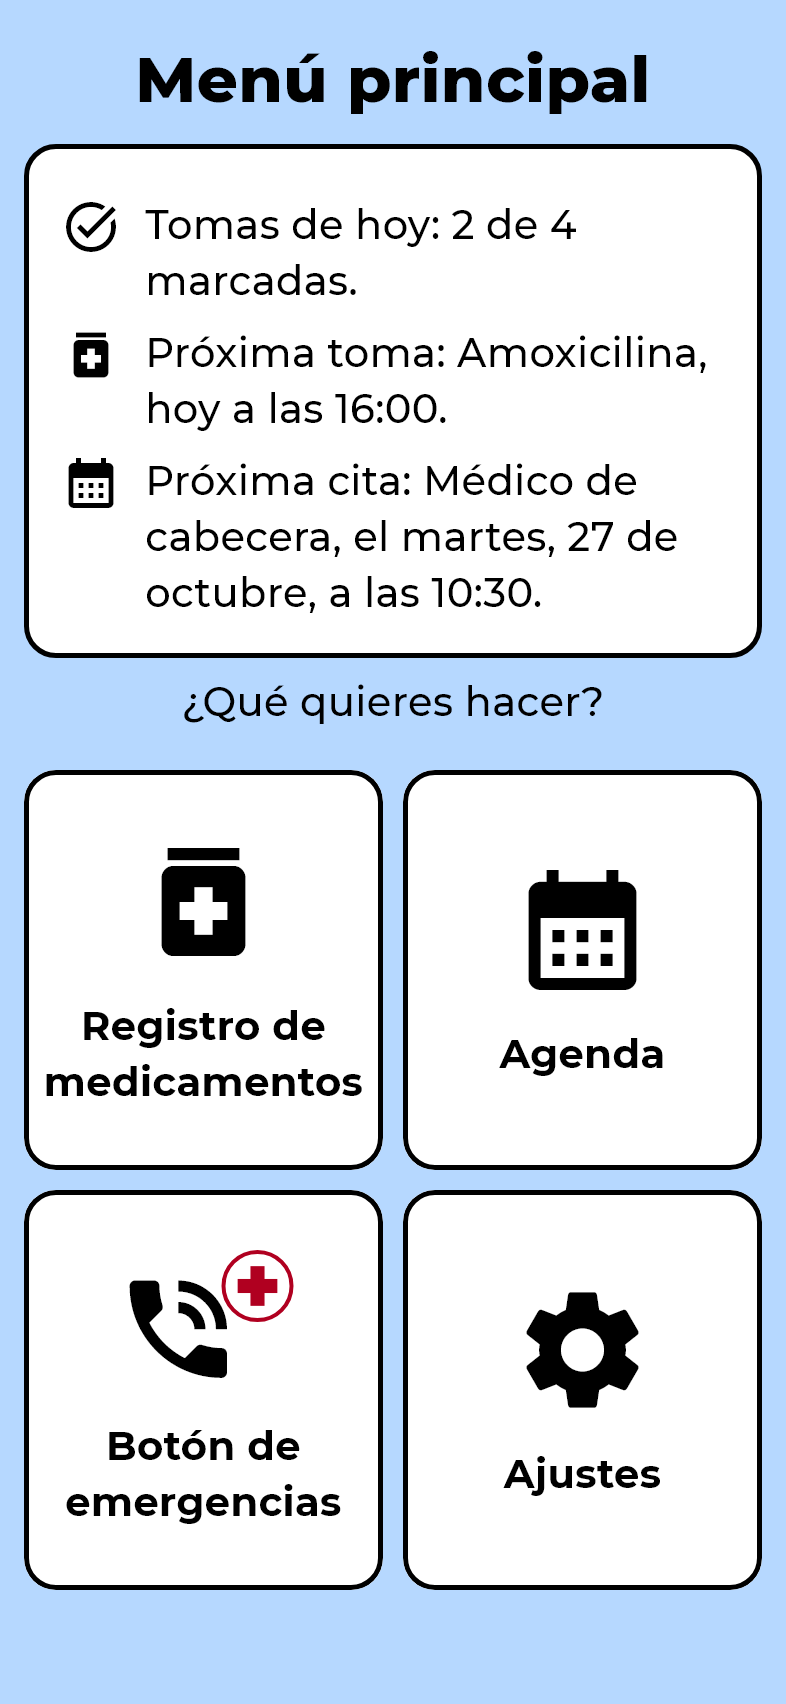 Menú principal
Tomas de hoy: 2 de 4
marcadas.
Próxima toma: Amoxicilina,
hoy a las 16:00.
Próxima cita: Médico de
cabecera, el martes, 27 de
octubre, a las 10:30.
¿Qué quieres hacer?
Registro de
medicamentos
Agenda
Botón de
emergencias
Ajustes